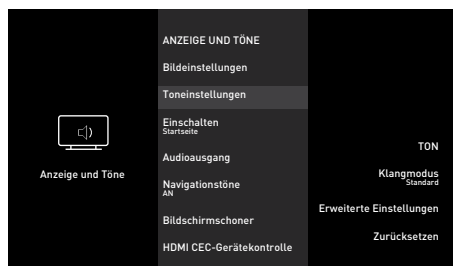 Anzeige und Töne
ANZEIGE UND TÖNE
Bildeinstellungen
Toneinstellungen
Einschalten
Startseite
Audioausgang
Navigationstöne
AN
Bildschirmschoner
HDMI CEC-Gerätekontrolle
TON
Klangmodus
Standard
Erweiterte Einstellungen
Zurücksetzen